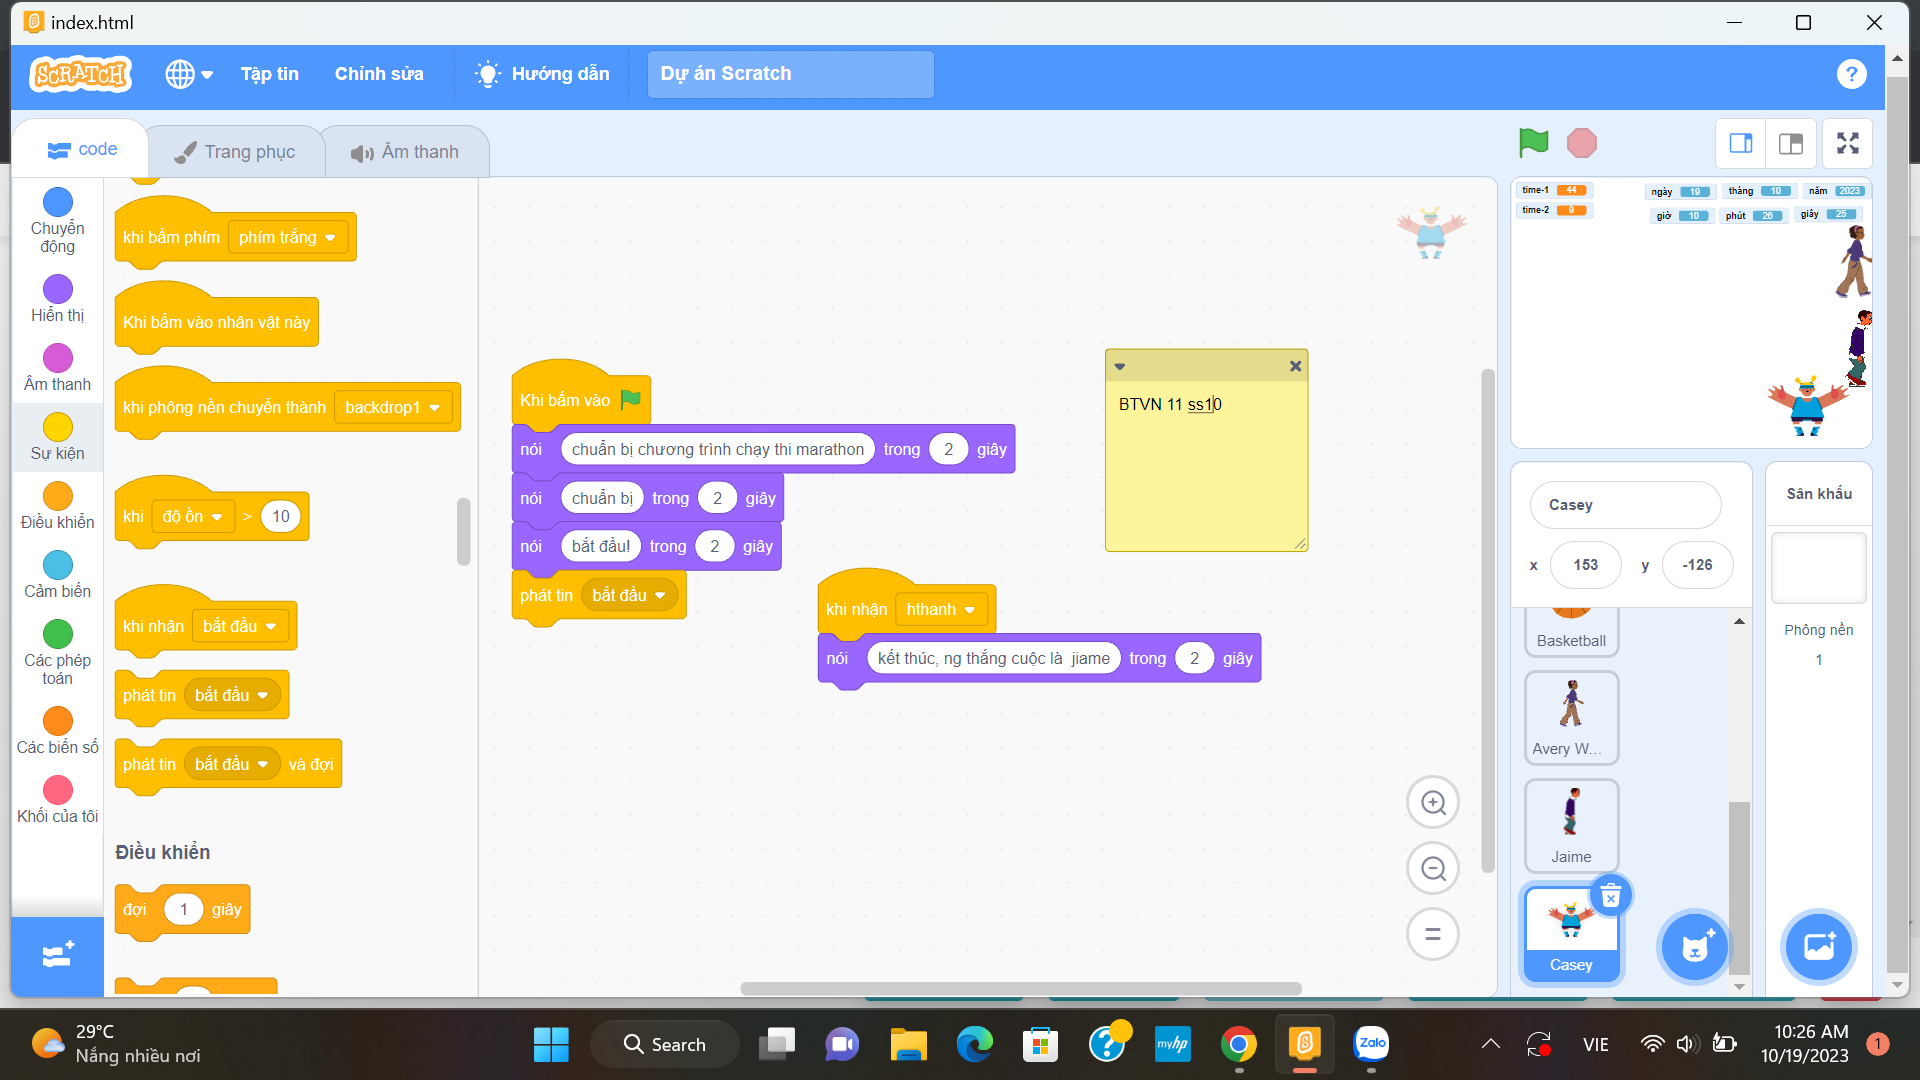 index.html
SCRATCH
Tập tin
Chỉnh sửa
Hướng dẫn
Dự án Scratch
?
code
Trang phục
Âm thanh
Chuyển động
Hiển thị
Âm thanh
Sự kiện
Điều khiển
Cảm biến
Các phép toán
Các biến số
Khối của tôi
khi bấm phím phím trắng
Khi bấm vào nhân vật này
khi phông nền chuyển thành backdrop1
khi độ ồn > 10
khi nhận bắt đầu
phát tin bắt đầu
phát tin bắt đầu và đợi
Điều khiển
đợi 1 giây
Khi bấm vào
nói chuẩn bị chương trình chạy thi marathon trong 2 giây
nói chuẩn bị trong 2 giây
nói bắt đầu! trong 2 giây
phát tin bắt đầu
khi nhận hthanh
nói kết thúc, ng thắng cuộc là jiame trong 2 giây
BTVN 11 ss10
time-1 44
time-2 9
ngày 19 tháng 10 năm 2023
giờ 10 phút 26 giây 25
Casey
x 153 y -126
Basketball
Avery W...
Jaime
Casey
Sân khấu
Phông nền
1
29°C
Nắng nhiều nơi
Search
myhp
Zalo
VIE
10:26 AM
10/19/2023
1